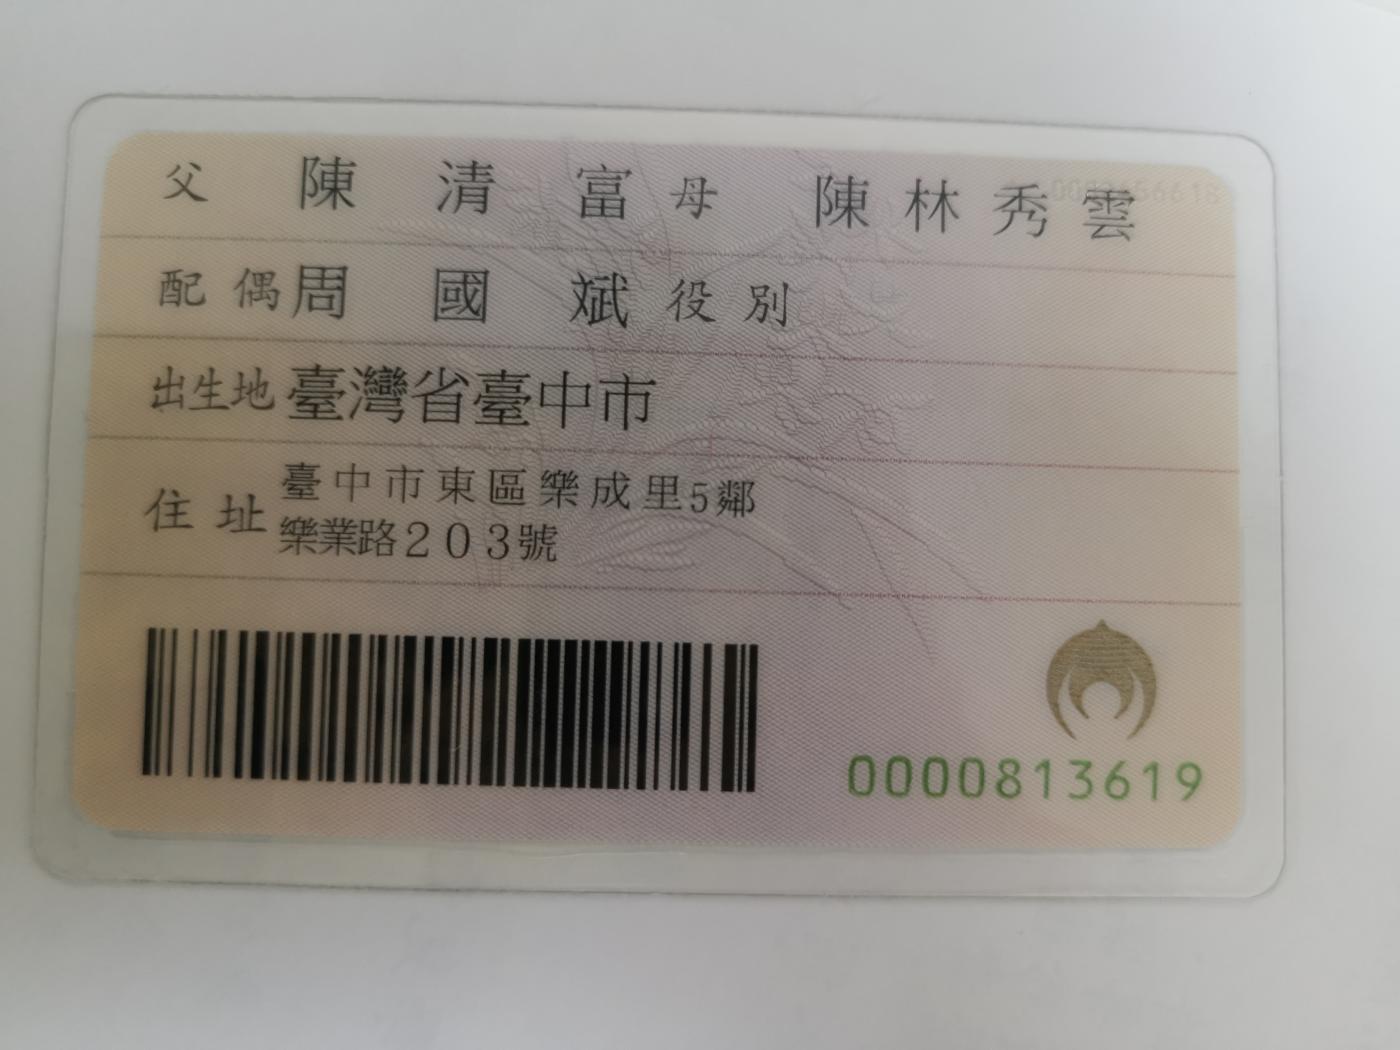 父 陳清富 母 陳林秀雲
配偶 周國斌 役別
出生地 臺灣省臺中市
住址 臺中市東區樂成里5鄰
樂業路203號
0000813619